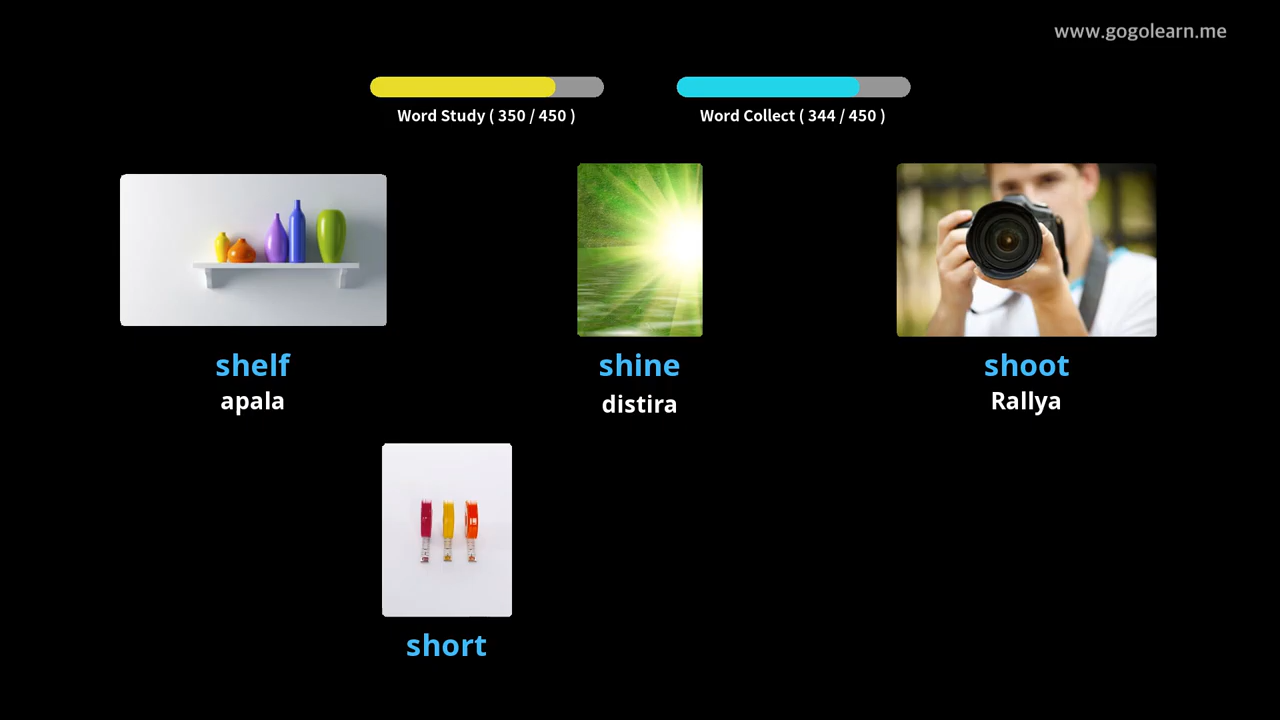 www.gogolearn.me
Word Study ( 350 / 450 )
Word Collect ( 344 / 450 )
shelf
shine
shoot
apala
distira
Rallya
short